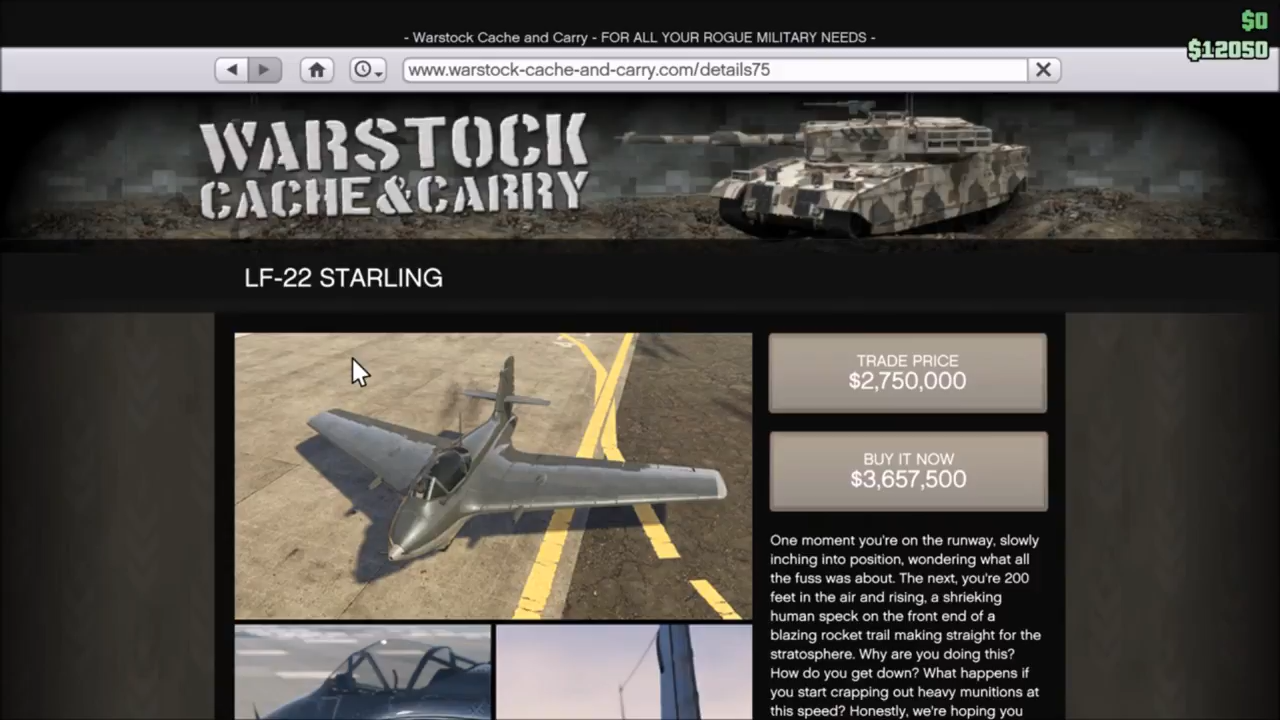 $0
- Warstock Cache and Carry - FOR ALL YOUR ROGUE MILITARY NEEDS -
$12050
www.warstock-cache-and-carry.com/details75
WARSTOCK
CACHE&CARRY
LF-22 STARLING
TRADE PRICE
$2,750,000
BUY IT NOW
$3,657,500
One moment you're on the runway, slowly
inching into position, wondering what all
the fuss was about. The next, you're 200
feet in the air and rising, a shrieking
human speck on the front end of a
blazing rocket trail making straight for the
stratosphere. Why are you doing this?
How do you get down? What happens if
you start crapping out heavy munitions at
this speed? Honestly, we're hoping you